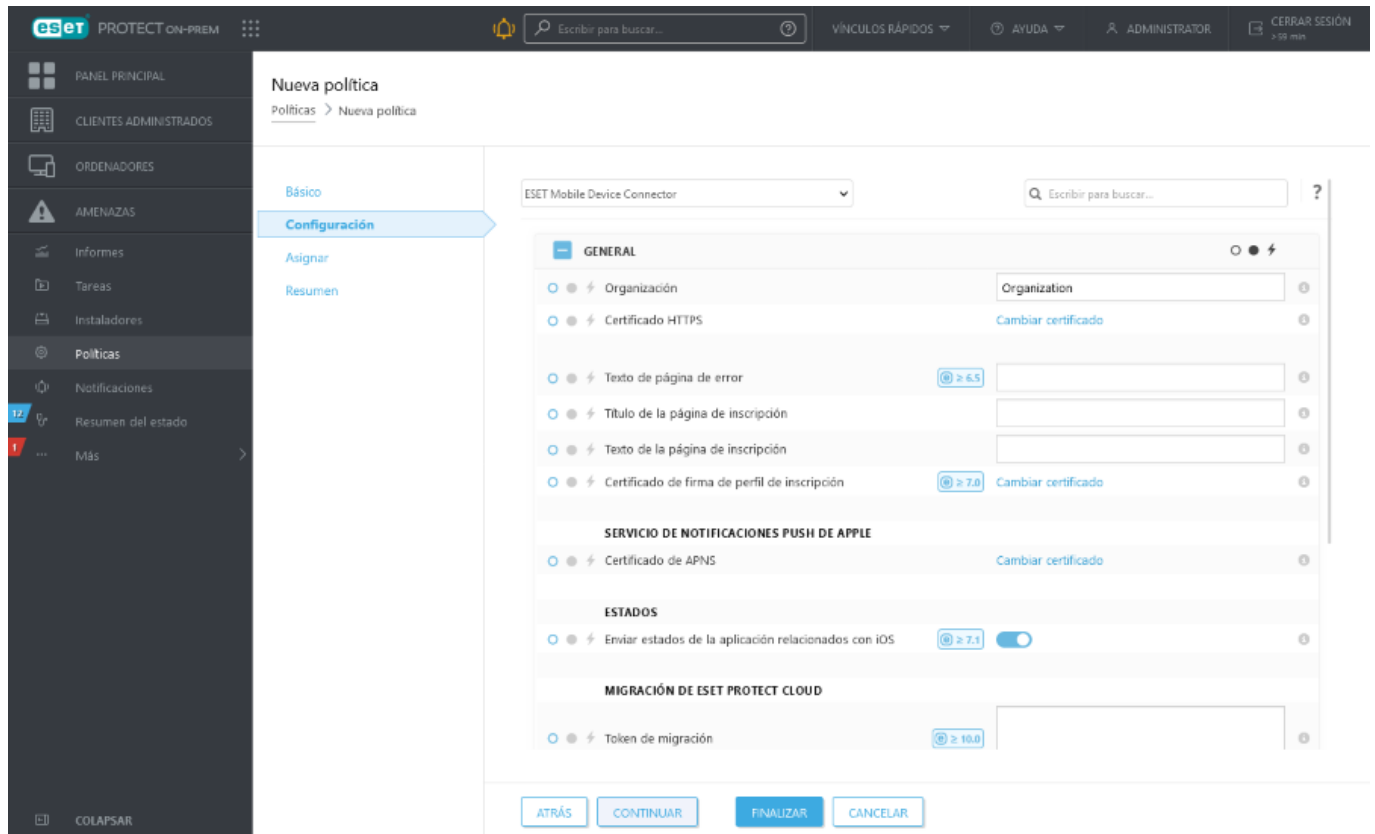 eset PROTECT ON-PREM
Escribir para buscar...
VÍNCULOS RÁPIDOS
AYUDA
ADMINISTRATOR
CERRAR SESIÓN
> 59 min
PANEL PRINCIPAL
CLIENTES ADMINISTRADOS
ORDENADORES
AMENAZAS
Informes
Tareas
Instaladores
Políticas
Notificaciones
12
Resumen del estado
1
Más
COLAPSAR
Nueva política
Políticas > Nueva política
Básico
Configuración
Asignar
Resumen
ESET Mobile Device Connector
Escribir para buscar...
?
GENERAL
Organización
Organization
Certificado HTTPS
Cambiar certificado
Texto de página de error
≥ 6.5
Título de la página de inscripción
Texto de la página de inscripción
Certificado de firma de perfil de inscripción
≥ 7.0
Cambiar certificado
SERVICIO DE NOTIFICACIONES PUSH DE APPLE
Certificado de APNS
Cambiar certificado
ESTADOS
Enviar estados de la aplicación relacionados con iOS
≥ 7.1
MIGRACIÓN DE ESET PROTECT CLOUD
Token de migración
≥ 10.0
ATRÁS
CONTINUAR
FINALIZAR
CANCELAR